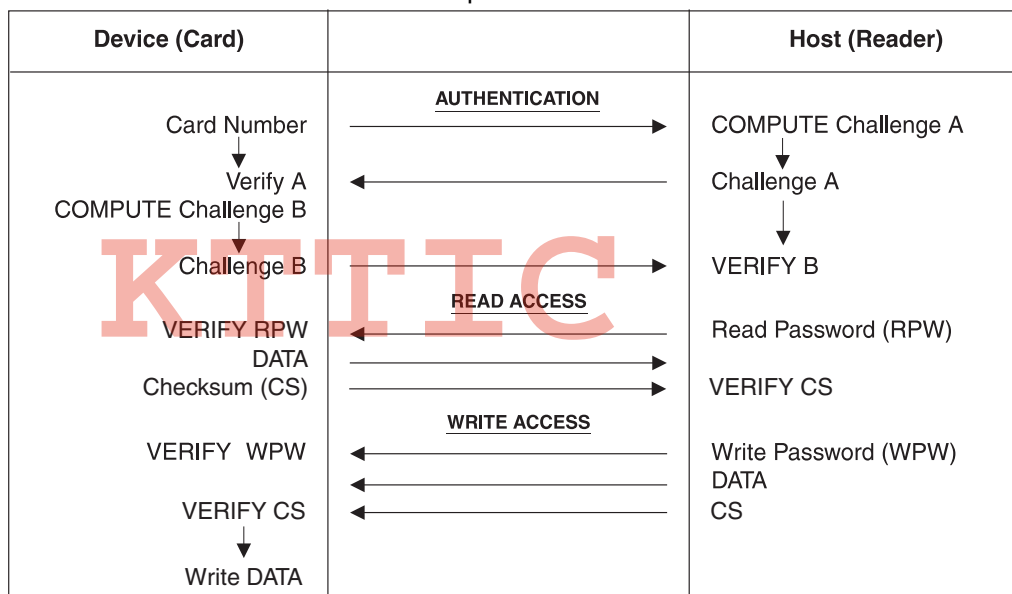 Device (Card) Host (Reader)
AUTHENTICATION
Card Number COMPUTE Challenge A
Verify A Challenge A
COMPUTE Challenge B
Challenge B VERIFY B
KTTIC
READ ACCESS
VERIFY RPW Read Password (RPW)
DATA
Checksum (CS) VERIFY CS
WRITE ACCESS
VERIFY WPW Write Password (WPW)
DATA
VERIFY CS CS
Write DATA